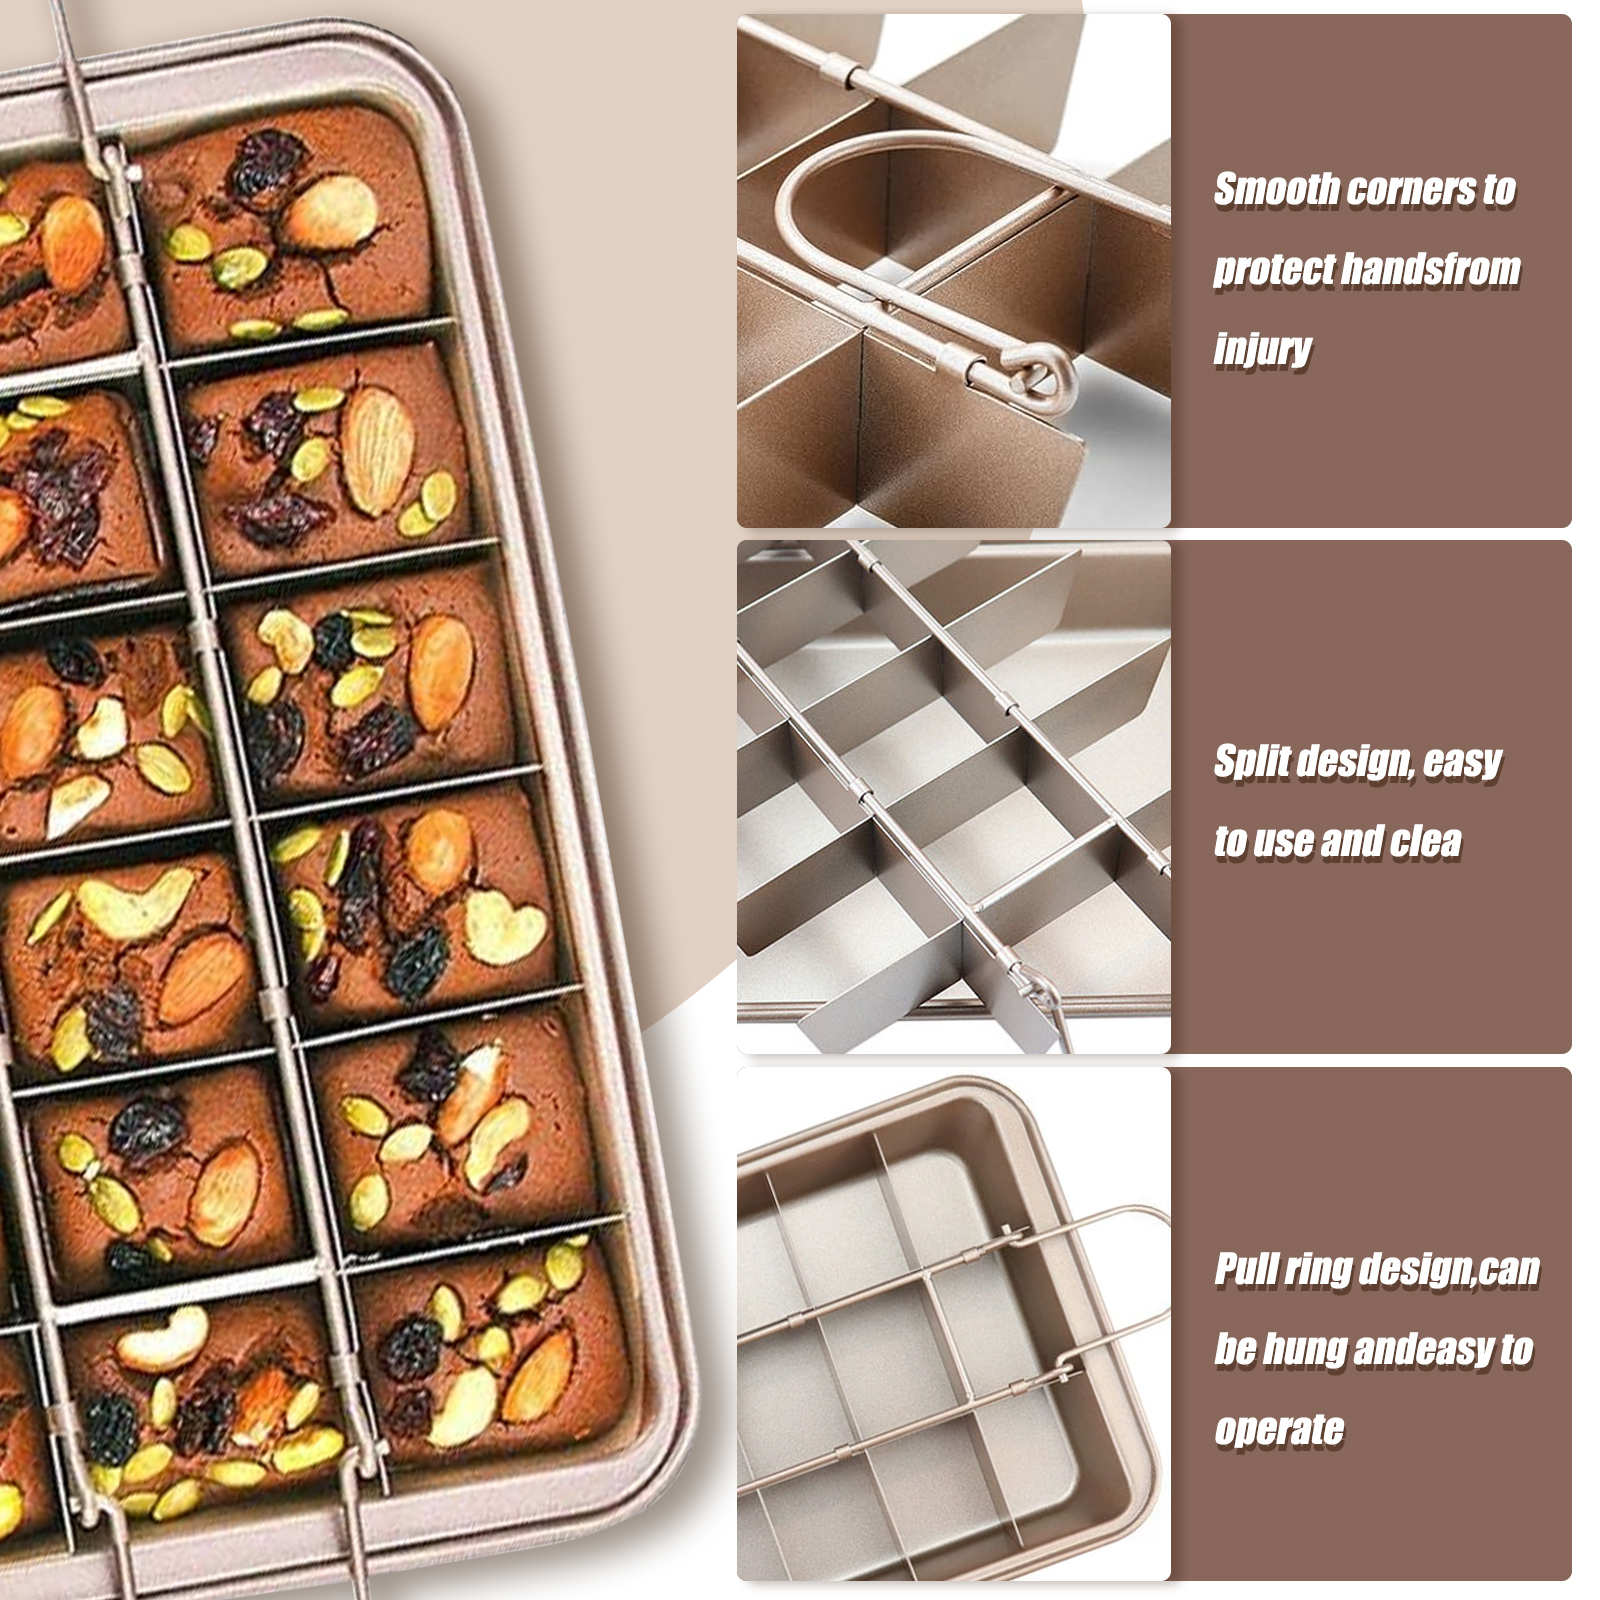 Smooth corners to
protect handsfrom
injury
Split design, easy
to use and clea
Pull ring design,can
be hung andeasy to
operate